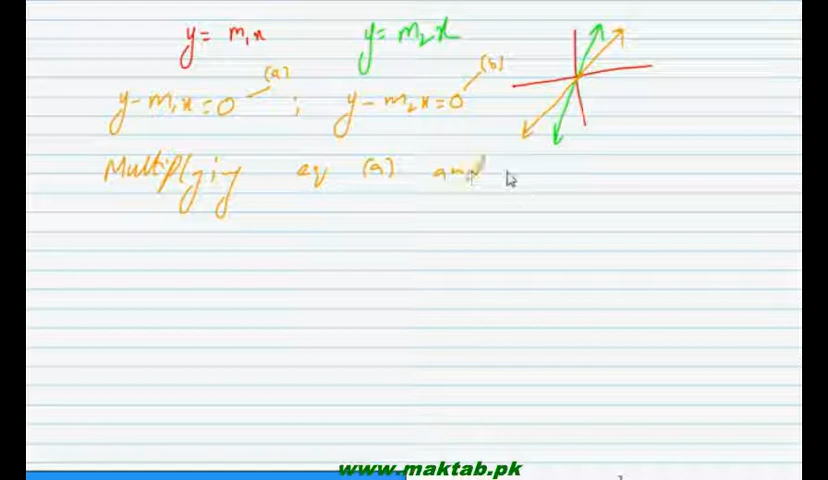 y = m₁x y = m₂x
(a) (b)
y - m₁x = 0 ; y - m₂x = 0
Multiplying eq (a) and
www.maktab.pk